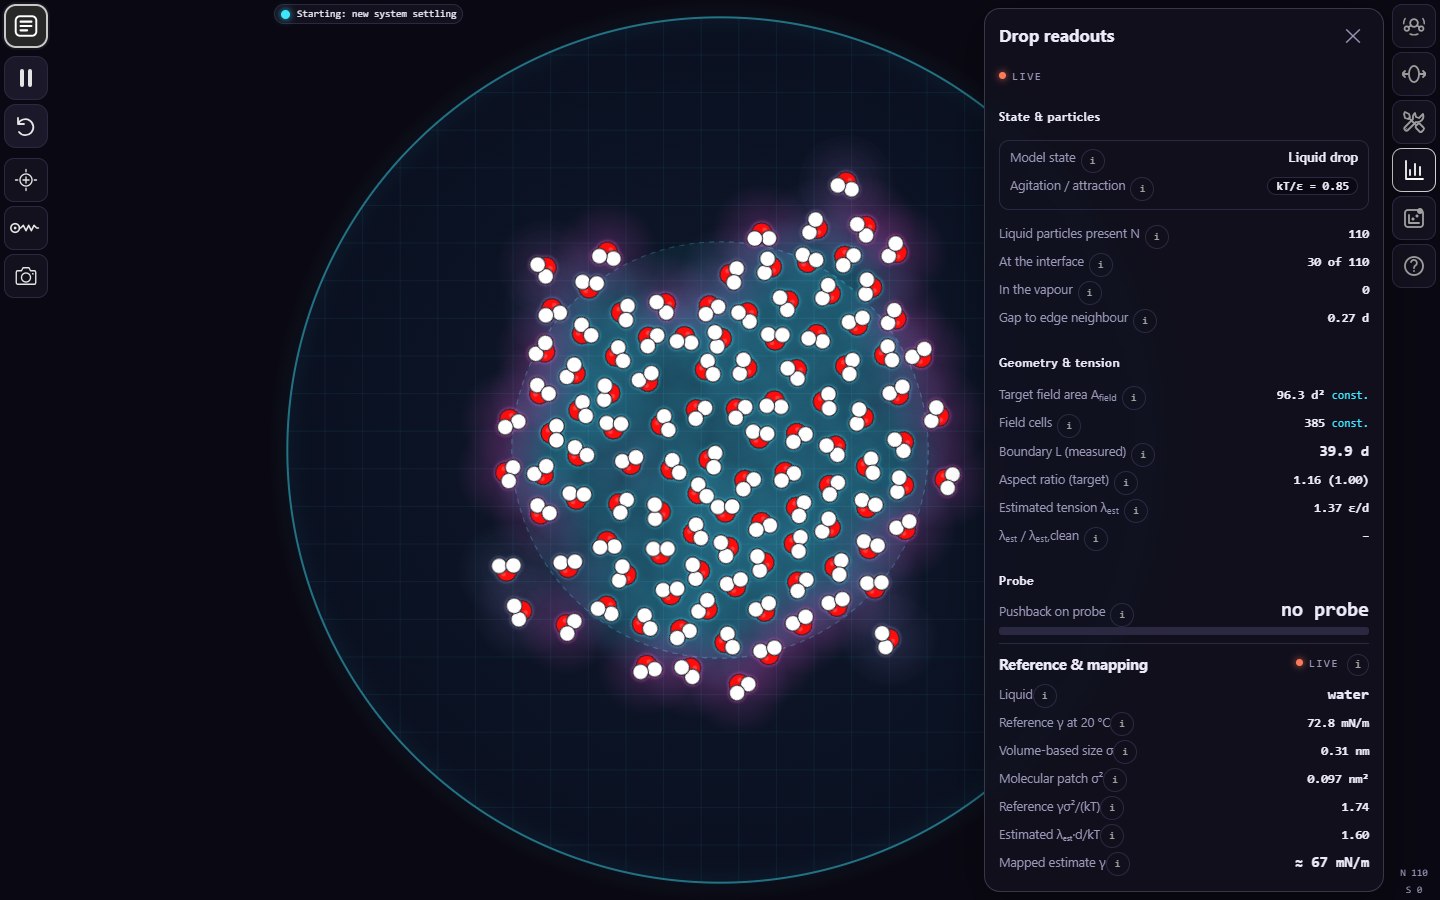 Starting: new system settling
Drop readouts
LIVE
State & particles
Model state i Liquid drop
Agitation / attraction i kT/ε = 0.85
Liquid particles present N i 110
At the interface i 30 of 110
In the vapour i 0
Gap to edge neighbour i 0.27 d
Geometry & tension
Target field area Afield i 96.3 d² const.
Field cells i 385 const.
Boundary L (measured) i 39.9 d
Aspect ratio (target) i 1.16 (1.00)
Estimated tension λest i 1.37 ε/d
λest / λest,clean i –
Probe
Pushback on probe i no probe
Reference & mapping LIVE i
Liquid i water
Reference γ at 20 °C i 72.8 mN/m
Volume-based size σ i 0.31 nm
Molecular patch σ² i 0.097 nm²
Reference γσ²/(kT) i 1.74
Estimated λest·d/kT i 1.60
Mapped estimate γ i ≈ 67 mN/m
N 110
S 0